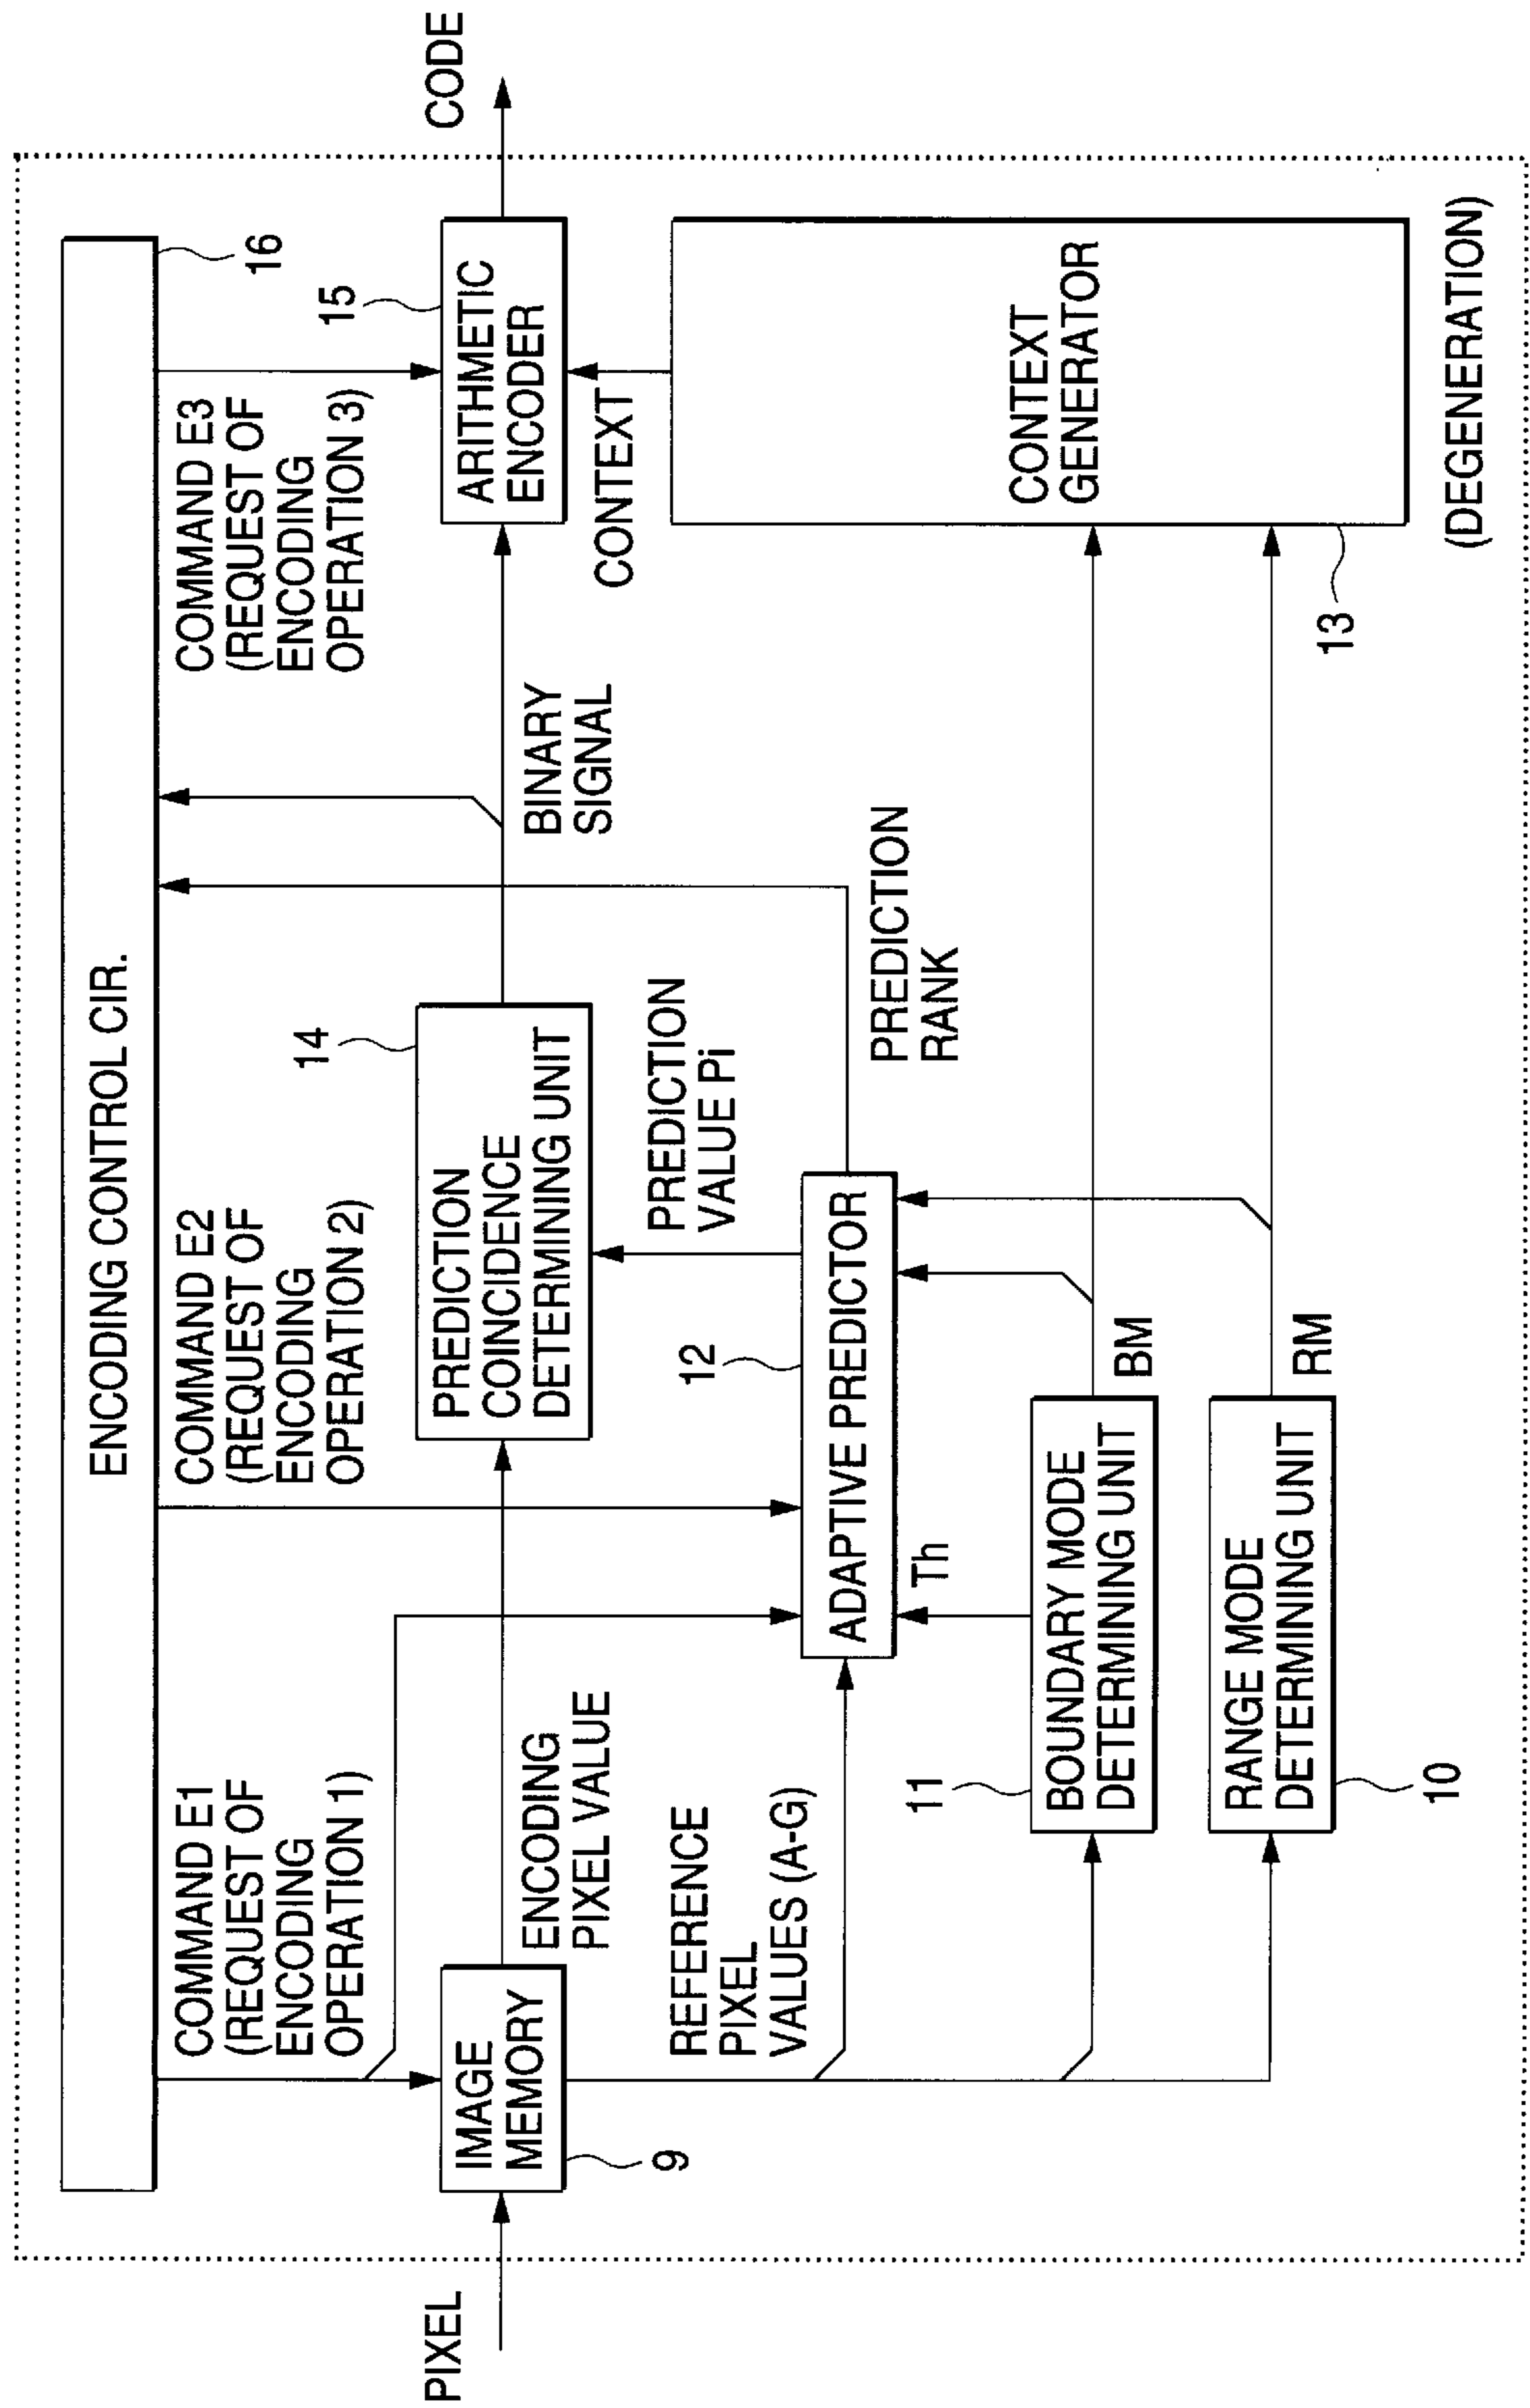 ENCODING CONTROL CIR.
16
COMMAND E1
(REQUEST OF
ENCODING
OPERATION 1)
COMMAND E2
(REQUEST OF
ENCODING
OPERATION 2)
COMMAND E3
(REQUEST OF
ENCODING
OPERATION 3)
PIXEL
IMAGE
MEMORY
9
ENCODING
PIXEL VALUE
14
PREDICTION
COINCIDENCE
DETERMINING UNIT
BINARY
SIGNAL
15
ARITHMETIC
ENCODER
CODE
CONTEXT
REFERENCE
PIXEL
VALUES (A-G)
PREDICTION
VALUE Pi
12
ADAPTIVE PREDICTOR
PREDICTION
RANK
Th
11
BOUNDARY MODE
DETERMINING UNIT
BM
RANGE MODE
DETERMINING UNIT
10
RM
CONTEXT
GENERATOR
13
(DEGENERATION)